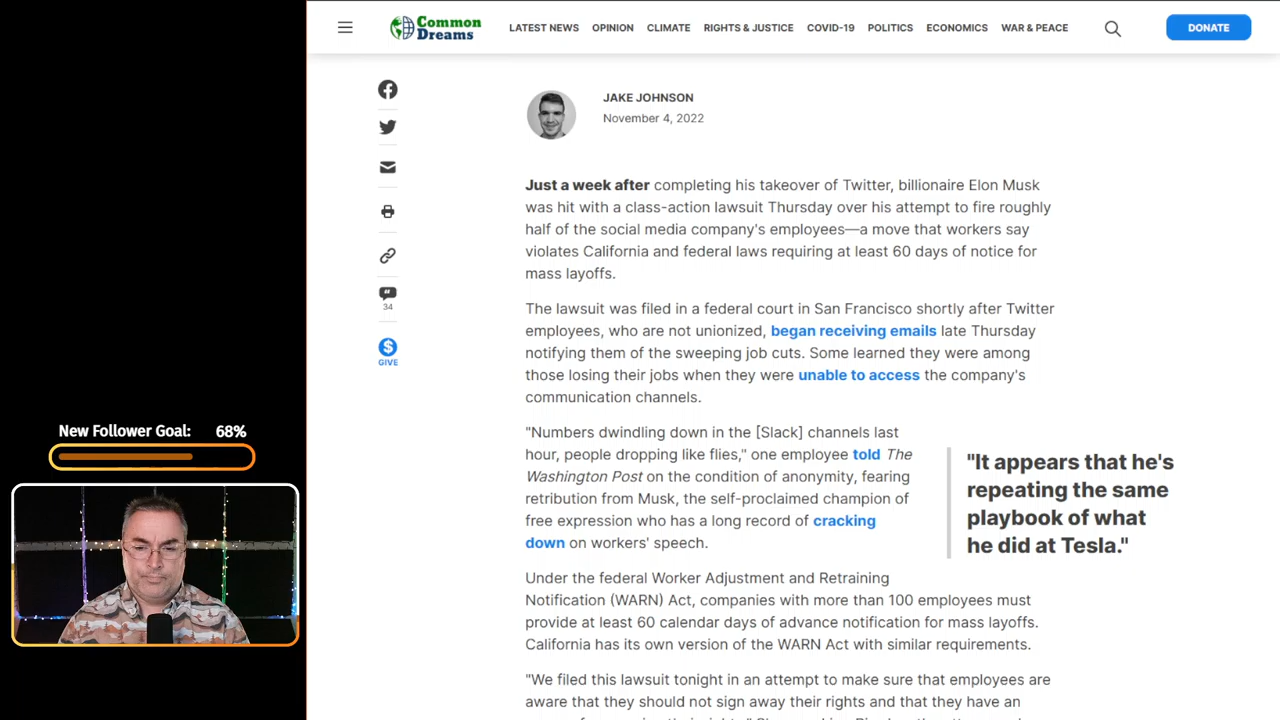 Common
Dreams
LATEST NEWS OPINION CLIMATE RIGHTS & JUSTICE COVID-19 POLITICS ECONOMICS WAR & PEACE
DONATE
JAKE JOHNSON
November 4, 2022
34
GIVE
Just a week after completing his takeover of Twitter, billionaire Elon Musk
was hit with a class-action lawsuit Thursday over his attempt to fire roughly
half of the social media company's employees—a move that workers say
violates California and federal laws requiring at least 60 days of notice for
mass layoffs.
The lawsuit was filed in a federal court in San Francisco shortly after Twitter
employees, who are not unionized, began receiving emails late Thursday
notifying them of the sweeping job cuts. Some learned they were among
those losing their jobs when they were unable to access the company's
communication channels.
"Numbers dwindling down in the [Slack] channels last
hour, people dropping like flies," one employee told The
Washington Post on the condition of anonymity, fearing
retribution from Musk, the self-proclaimed champion of
free expression who has a long record of cracking
down on workers' speech.
"It appears that he's
repeating the same
playbook of what
he did at Tesla."
Under the federal Worker Adjustment and Retraining
Notification (WARN) Act, companies with more than 100 employees must
provide at least 60 calendar days of advance notification for mass layoffs.
California has its own version of the WARN Act with similar requirements.
"We filed this lawsuit tonight in an attempt to make sure that employees are
aware that they should not sign away their rights and that they have an
New Follower Goal: 68%